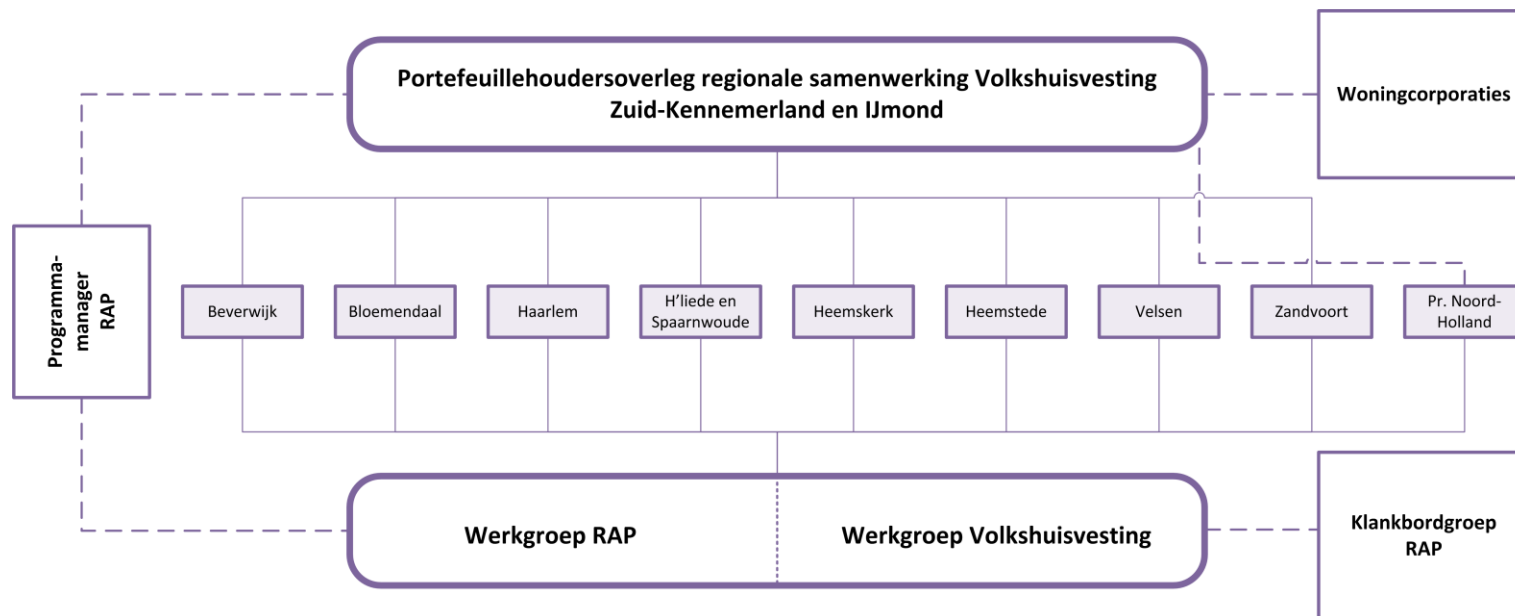 Portefeuillehoudersoverleg regionale samenwerking Volkshuisvesting
Zuid-Kennemerland en IJmond
Woningcorporaties
Programma-
manager
RAP
Beverwijk
Bloemendaal
Haarlem
H'liede en
Spaarnwoude
Heemskerk
Heemstede
Velsen
Zandvoort
Pr. Noord-
Holland
Werkgroep RAP
Werkgroep Volkshuisvesting
Klankbordgroep
RAP